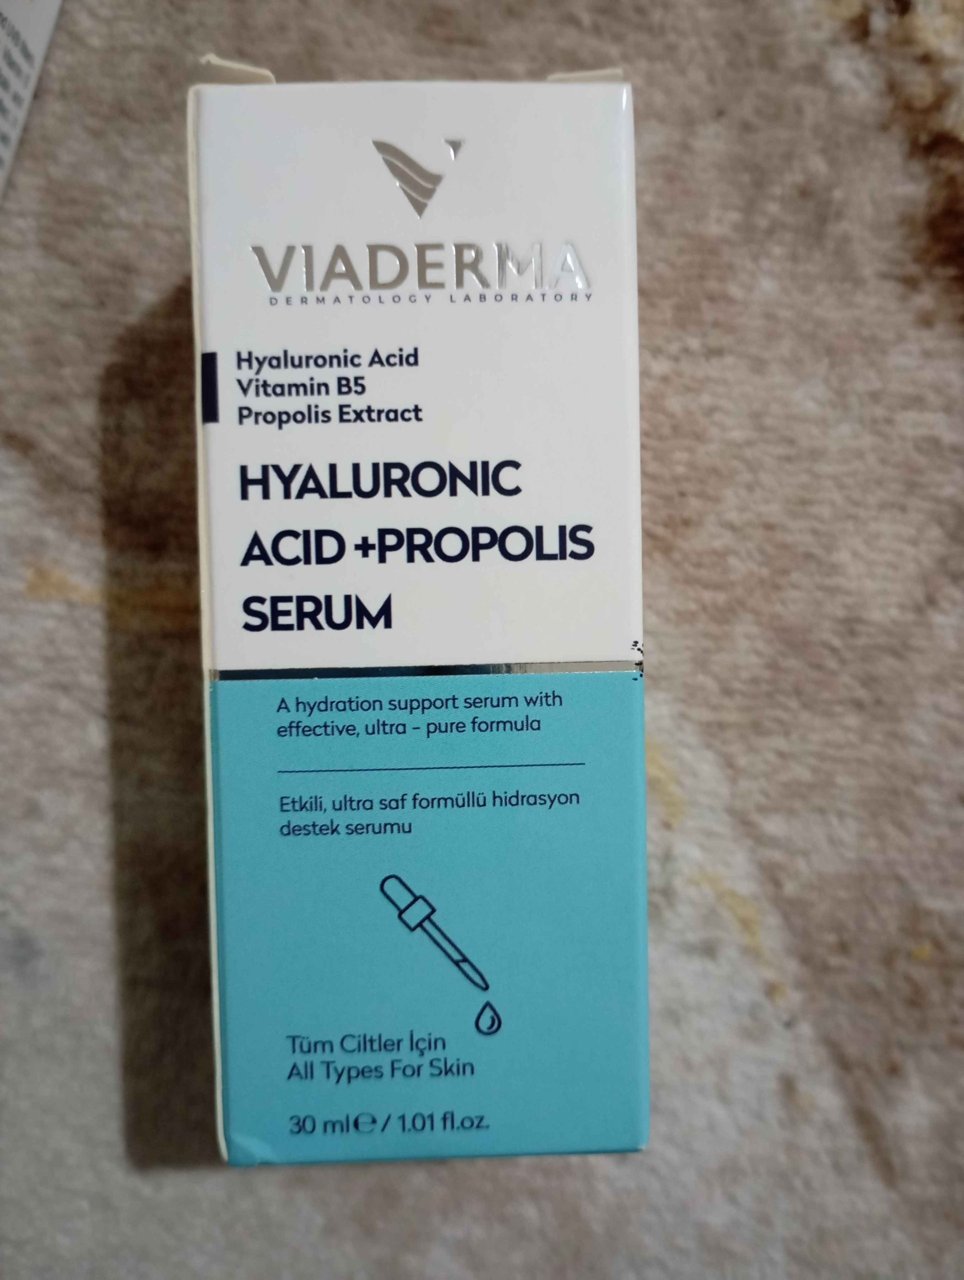 VIADERMA
DERMATOLOGY LABORATORY
Hyaluronic Acid
Vitamin B5
Propolis Extract
HYALURONIC
ACID +PROPOLIS
SERUM
A hydration support serum with
effective, ultra - pure formula
Etkili, ultra saf formüllü hidrasyon
destek serumu
Tüm Ciltler İçin
All Types For Skin
30 ml℮ / 1.01 fl.oz.